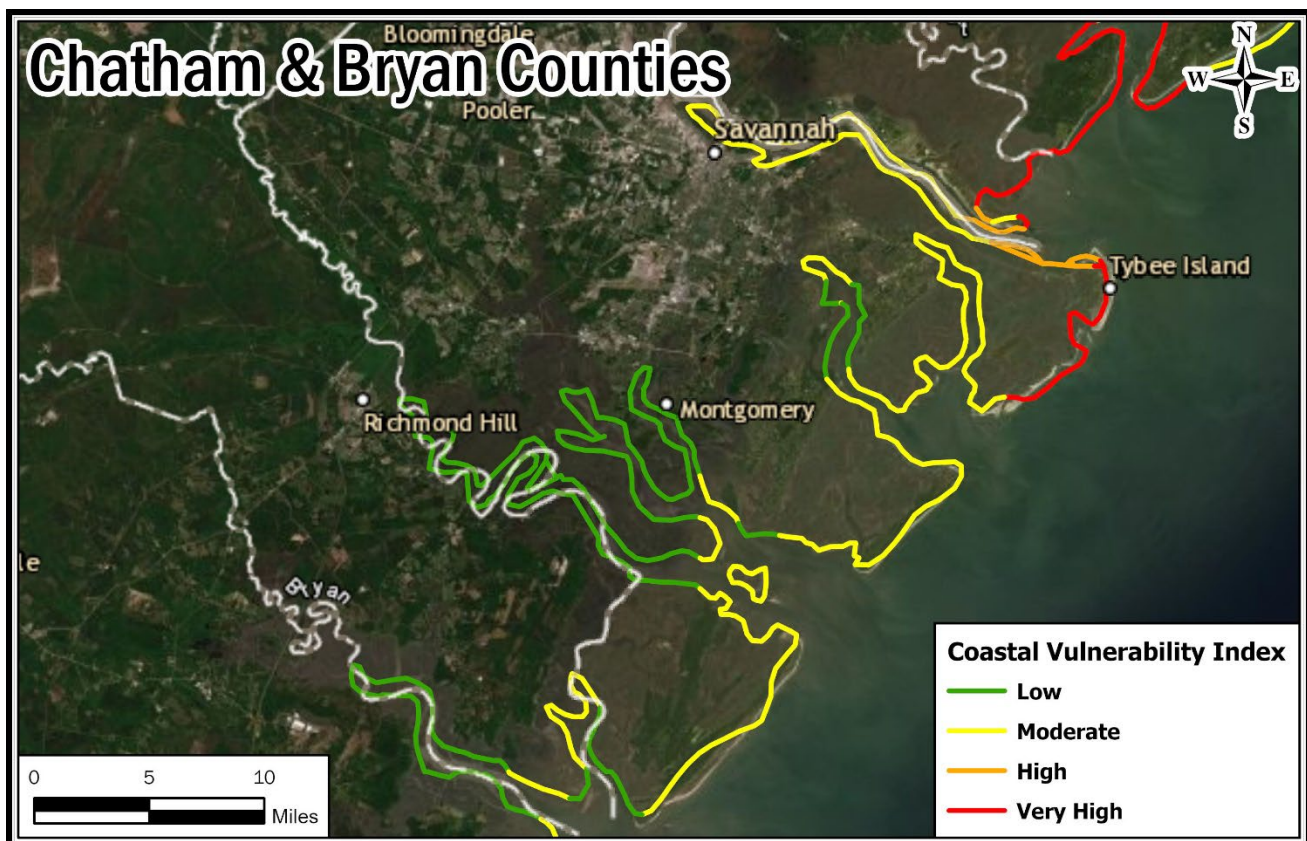 Chatham & Bryan Counties
Bloomingdale
Pooler
Savannah
N
W E
S
Tybee Island
Richmond Hill
Montgomery
le
Bryan
Coastal Vulnerability Index
Low
Moderate
High
Very High
0 5 10
Miles